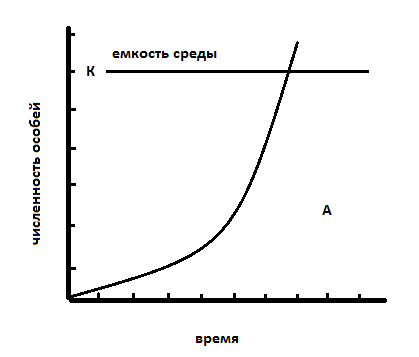 емкость среды
К
численность особей
А
время